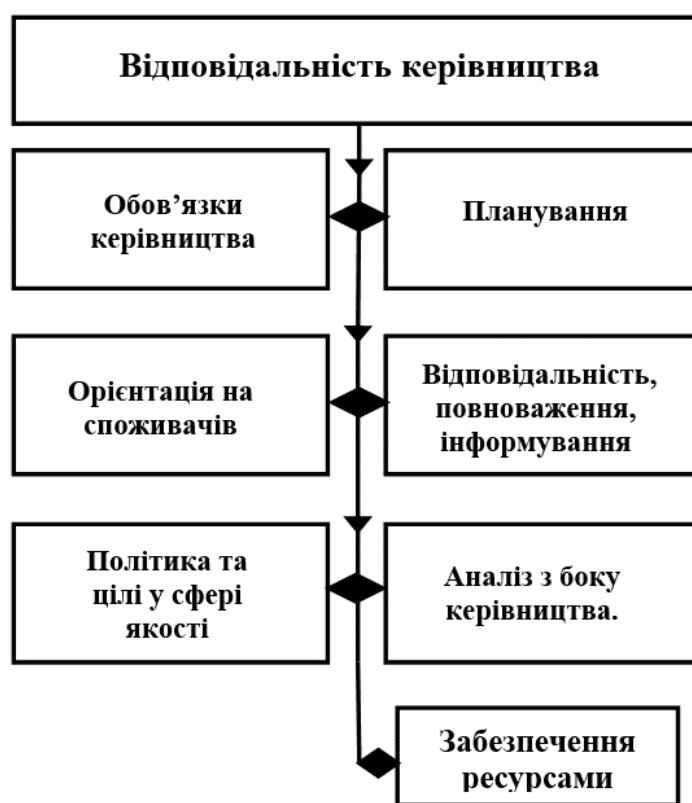 Відповідальність керівництва
Обов’язки
керівництва
Планування
Орієнтація на
споживачів
Відповідальність,
повноваження,
інформування
Політика та
цілі у сфері
якості
Аналіз з боку
керівництва.
Забезпечення
ресурсами